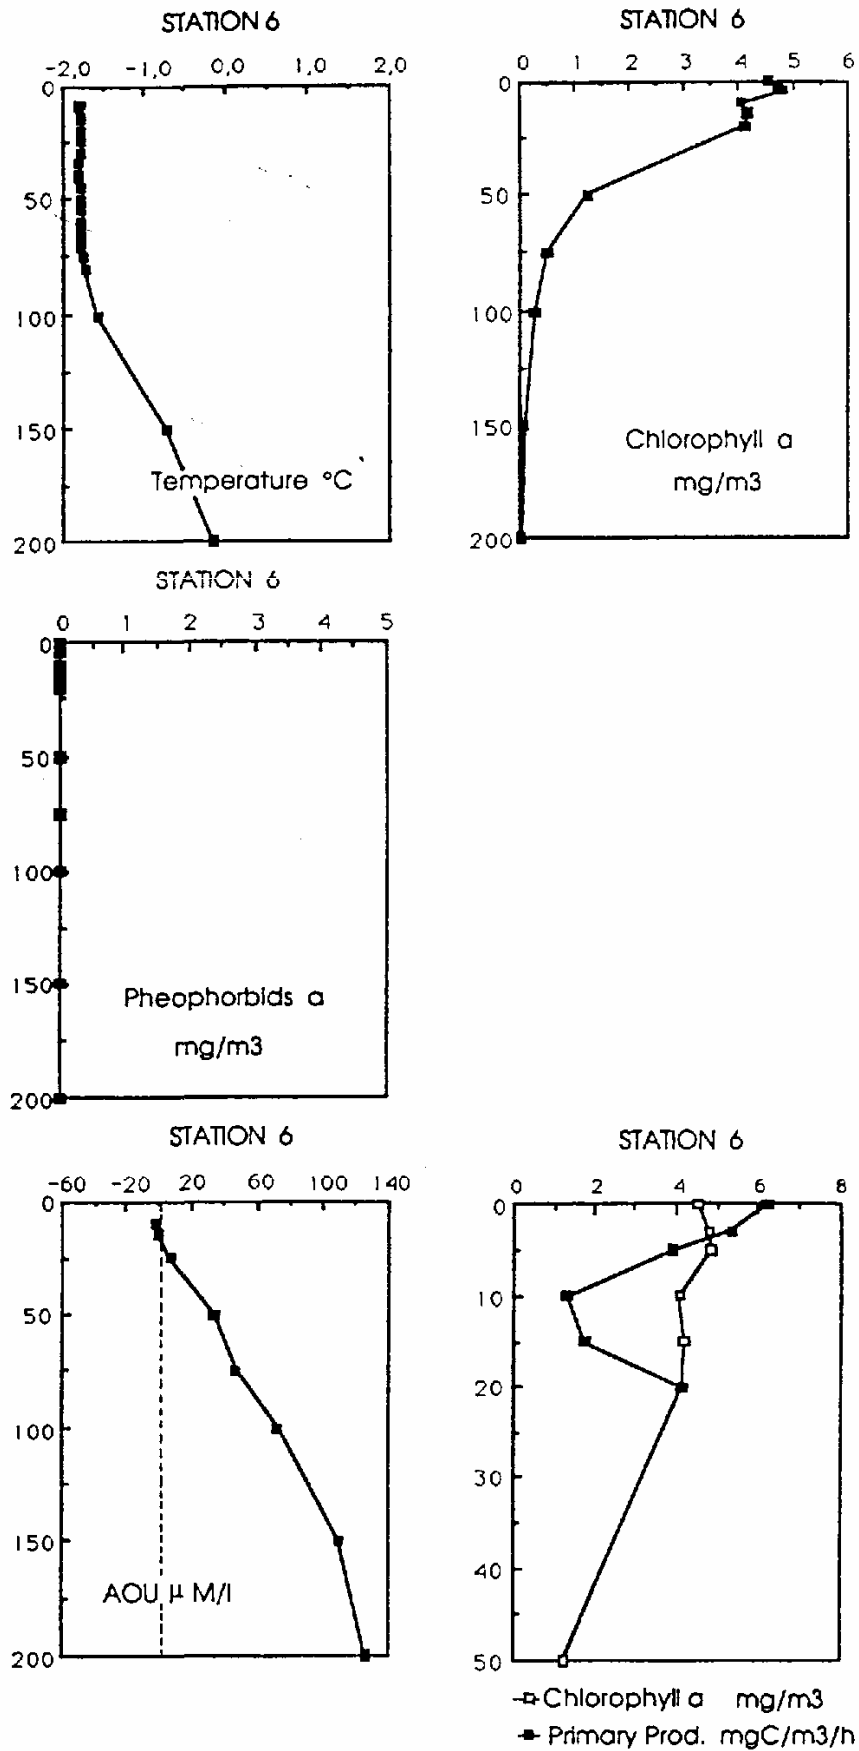 STATION 6
-2,0 -1,0 0,0 1,0 2,0
0
50
100
150
200
Temperature °C
STATION 6
0 1 2 3 4 5 6
0
50
100
150
200
Chlorophyll a
mg/m3
STATION 6
0 1 2 3 4 5
0
50
100
150
200
Pheophorbids a
mg/m3
STATION 6
-60 -20 20 60 100 140
0
50
100
150
200
AOU µ M/l
STATION 6
0 2 4 6 8
0
10
20
30
40
50
Chlorophyll a mg/m3
Primary Prod. mgC/m3/h